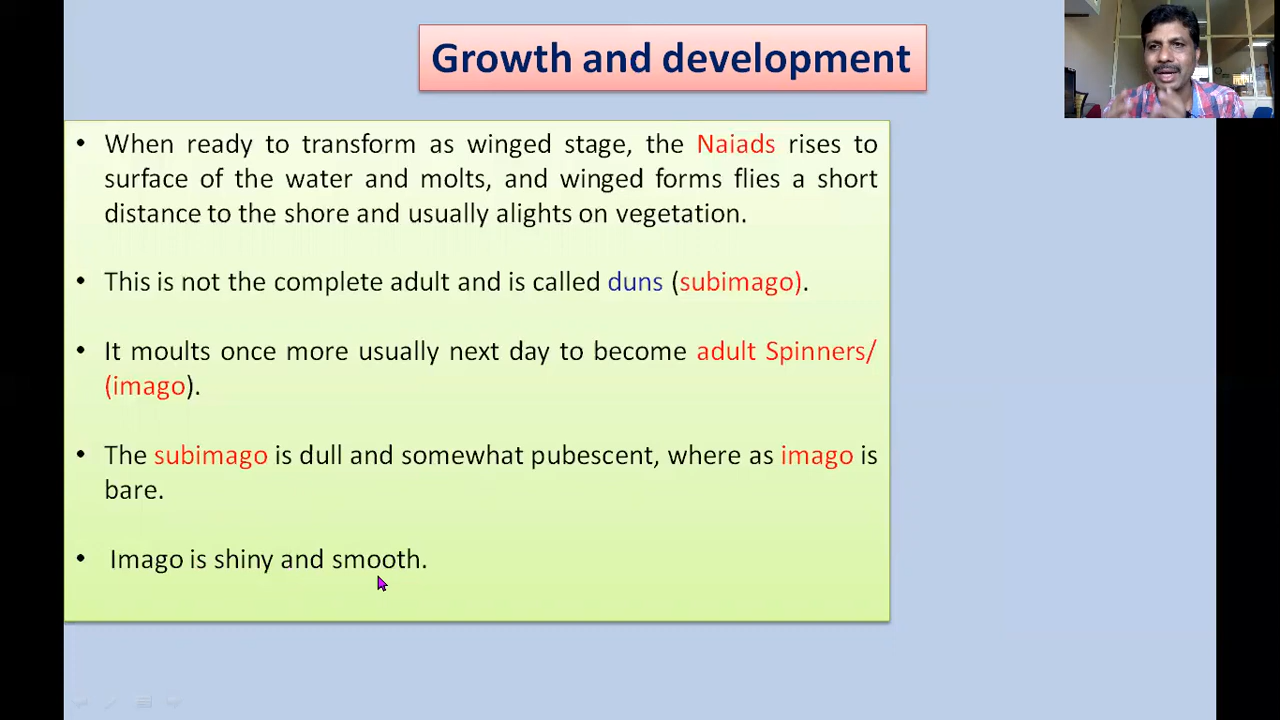 Growth and development
• When ready to transform as winged stage, the Naiads rises to
surface of the water and molts, and winged forms flies a short
distance to the shore and usually alights on vegetation.
• This is not the complete adult and is called duns (subimago).
• It moults once more usually next day to become adult Spinners/
(imago).
• The subimago is dull and somewhat pubescent, where as imago is
bare.
• Imago is shiny and smooth.